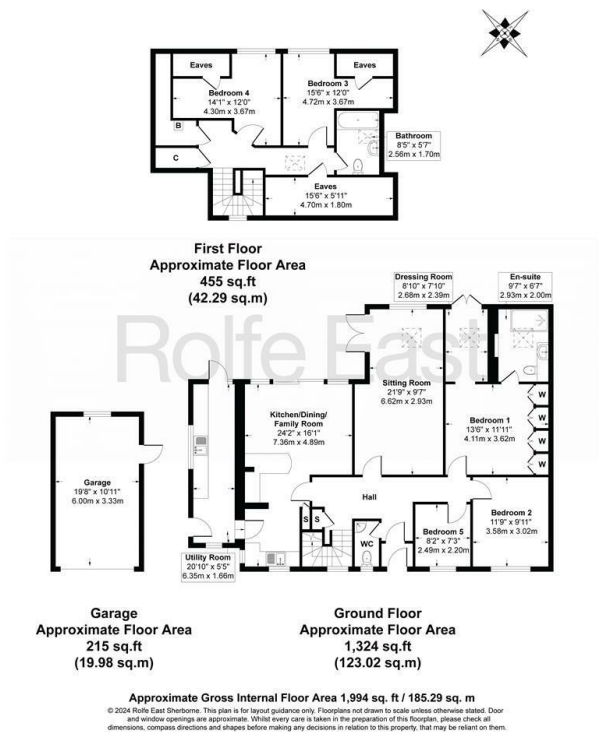 Eaves
Eaves
Bedroom 4
14'1" x 12'0"
4.30m x 3.67m
Bedroom 3
15'6" x 12'0"
4.72m x 3.67m
B
Bathroom
8'5" x 5'7"
2.56m x 1.70m
C
Eaves
15'6" x 5'11"
4.70m x 1.80m
First Floor
Approximate Floor Area
455 sq.ft
(42.29 sq.m)
Dressing Room
8'10" x 7'10"
2.68m x 2.39m
En-suite
9'7" x 6'7"
2.93m x 2.00m
Rolfe East
Sitting Room
21'9" x 9'7"
6.62m x 2.93m
Kitchen/Dining/
Family Room
24'2" x 16'1"
7.36m x 4.89m
Bedroom 1
13'6" x 11'11"
4.11m x 3.62m
W
W
W
W
Garage
19'8" x 10'11"
6.00m x 3.33m
Hall
S
S
WC
Bedroom 5
8'2" x 7'3"
2.49m x 2.20m
Bedroom 2
11'9" x 9'11"
3.58m x 3.02m
Utility Room
20'10" x 5'5"
6.35m x 1.66m
Garage
Approximate Floor Area
215 sq.ft
(19.98 sq.m)
Ground Floor
Approximate Floor Area
1,324 sq.ft
(123.02 sq.m)
Approximate Gross Internal Floor Area 1,994 sq. ft / 185.29 sq. m
© 2024 Rolfe East Sherborne. This plan is for layout guidance only. Floorplans not drawn to scale unless otherwise stated. Door
and window openings are approximate. Whilst every care is taken in the preparation of this floorplan, please check all
dimensions, compass directions and shapes before making any decisions in relation to this property, that may be reliant on them.